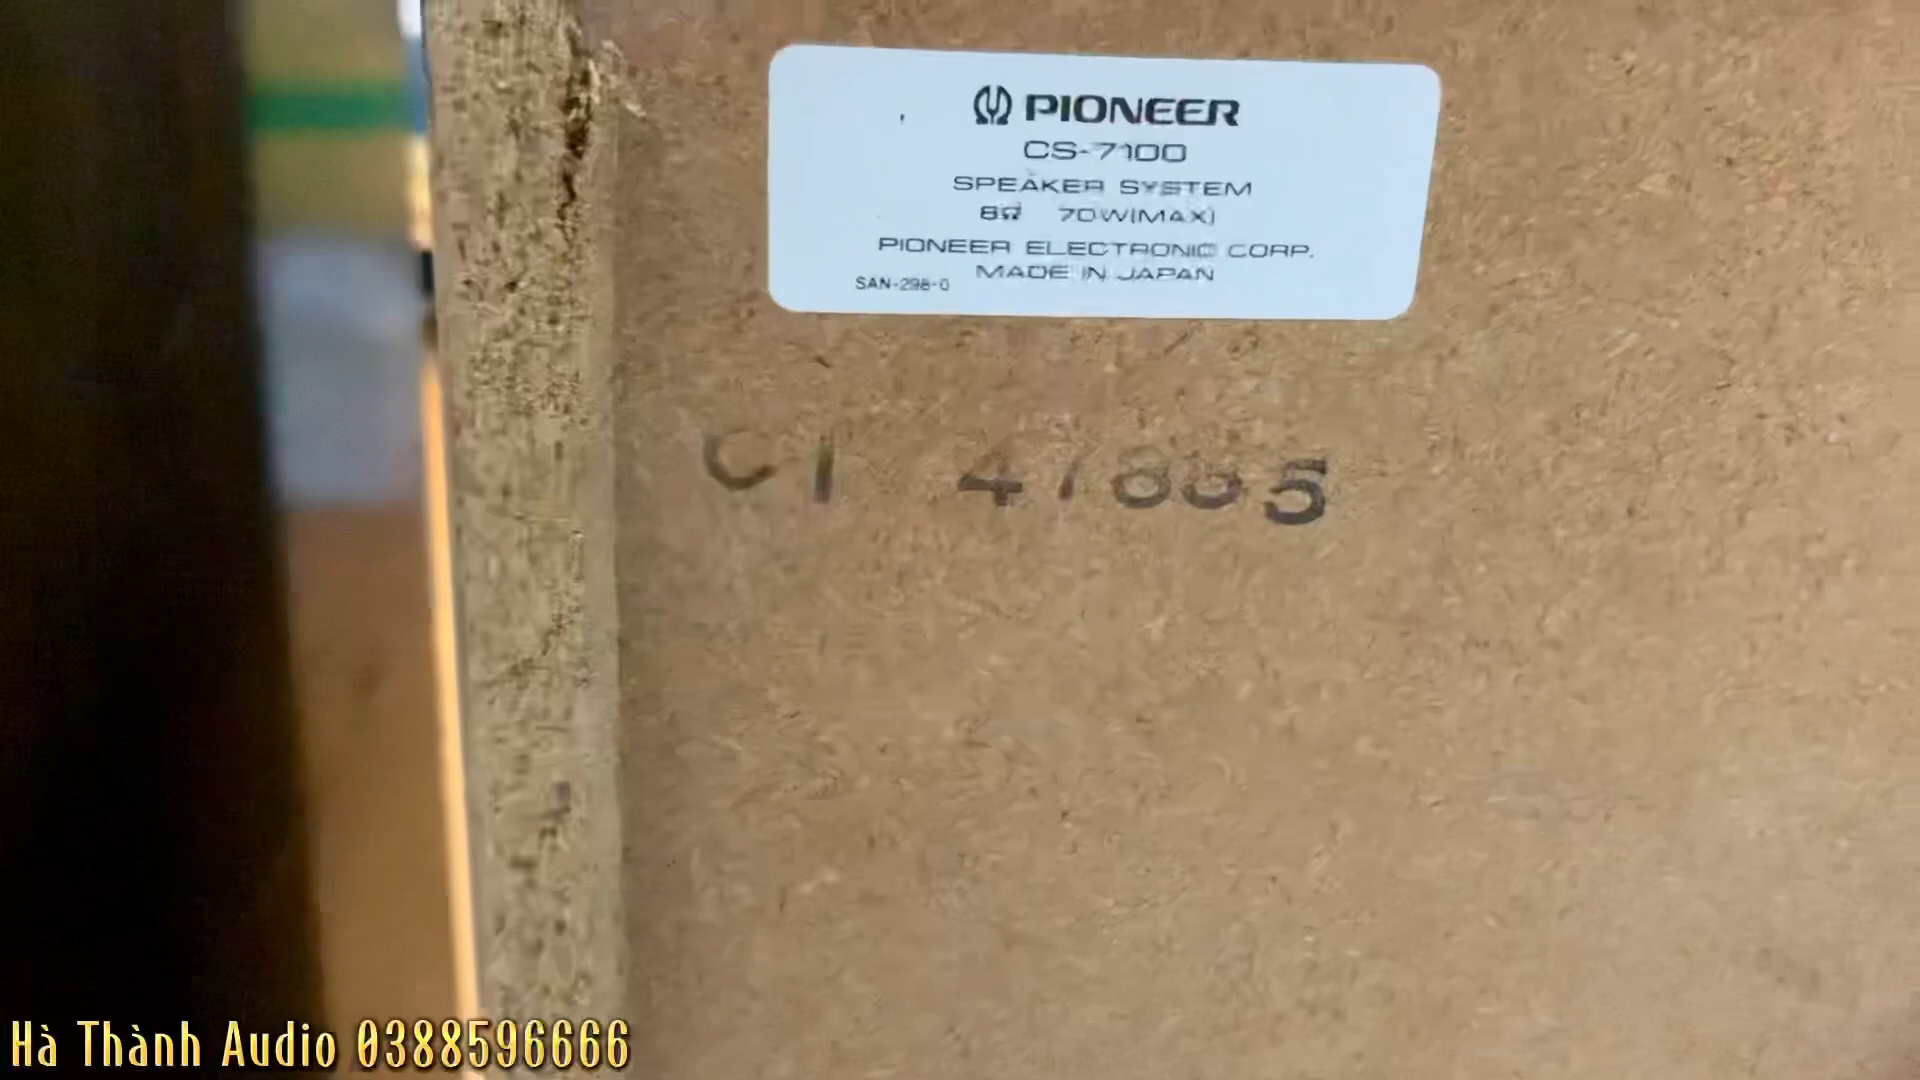 PIONEER
CS-7100
SPEAKER SYSTEM
8Ω 70W(MAX)
PIONEER ELECTRONIC CORP.
SAN-298-0 MADE IN JAPAN
Hà Thành Audio 0388596666